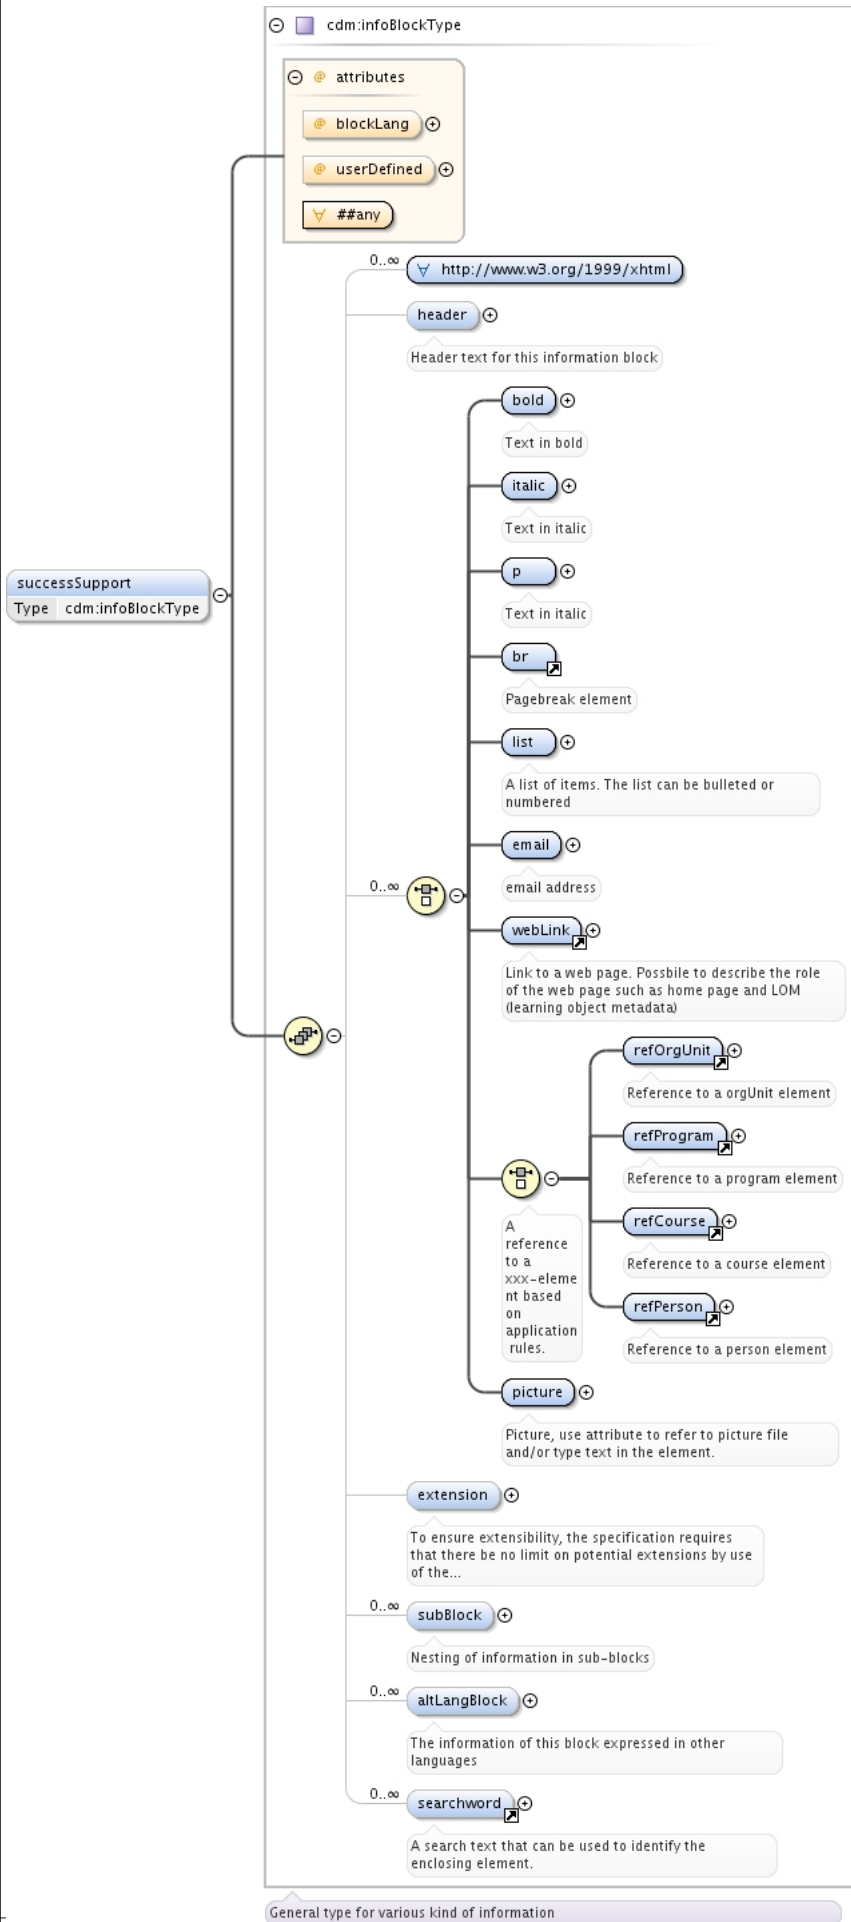 cdm:infoBlockType
@ attributes
@ blockLang
@ userDefined
##any
0..∞
http://www.w3.org/1999/xhtml
header
Header text for this information block
bold
Text in bold
italic
Text in italic
p
Text in italic
successSupport
Type cdm:infoBlockType
br
Pagebreak element
list
A list of items. The list can be bulleted or
numbered
email
email address
0..∞
webLink
Link to a web page. Possbile to describe the role
of the web page such as home page and LOM
(learning object metadata)
refOrgUnit
Reference to a orgUnit element
refProgram
Reference to a program element
refCourse
Reference to a course element
refPerson
Reference to a person element
A
reference
to a
xxx-eleme
nt based
on
application
rules.
picture
Picture, use attribute to refer to picture file
and/or type text in the element.
extension
To ensure extensibility, the specification requires
that there be no limit on potential extensions by use
of the...
0..∞
subBlock
Nesting of information in sub-blocks
0..∞
altLangBlock
The information of this block expressed in other
languages
0..∞
searchword
A search text that can be used to identify the
enclosing element.
General type for various kind of information